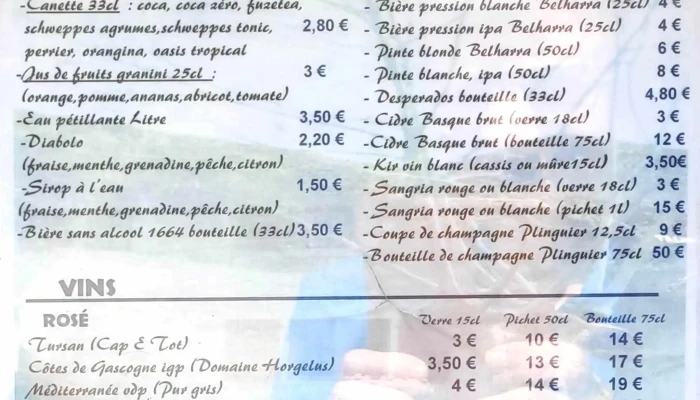 -Canette 33cl : coca, coca zéro, fuzetea,
schweppes agrumes,schweppes tonic, 2,80 €
perrier, orangina, oasis tropical
-Jus de fruits granini 25cl : 3 €
(orange,pomme,ananas,abricot,tomate)
-Eau pétillante Litre 3,50 €
-Diabolo 2,20 €
(fraise,menthe,grenadine,pêche,citron)
-Sirop à l'eau 1,50 €
(fraise,menthe,grenadine,pêche,citron)
-Bière sans alcool 1664 bouteille (33cl) 3,50 €
- Bière pression blanche Belharra (25cl) 4 €
- Bière pression ipa Belharra (25cl) 4 €
- Pinte blonde Belharra (50cl) 6 €
- Pinte blanche, ipa (50cl) 8 €
- Desperados bouteille (33cl) 4,80 €
- Cidre Basque brut (verre 18cl) 3 €
- Cidre Basque brut (bouteille 75cl) 12 €
- Kir vin blanc (cassis ou mûre15cl) 3,50€
- Sangria rouge ou blanche (verre 18cl) 3 €
- Sangria rouge ou blanche (pichet 1l) 15 €
-Coupe de champagne Plinguier 12,5cl 9 €
-Bouteille de champagne Plinguier 75cl 50 €
VINS
ROSÉ Verre 15cl Pichet 50cl Bouteille 75cl
Tursan (Cap & Tot) 3 € 10 € 14 €
Côtes de Gascogne igp (Domaine Horgelus) 3,50 € 13 € 17 €
Méditerranée vdp (Pur gris) 4 € 14 € 19 €